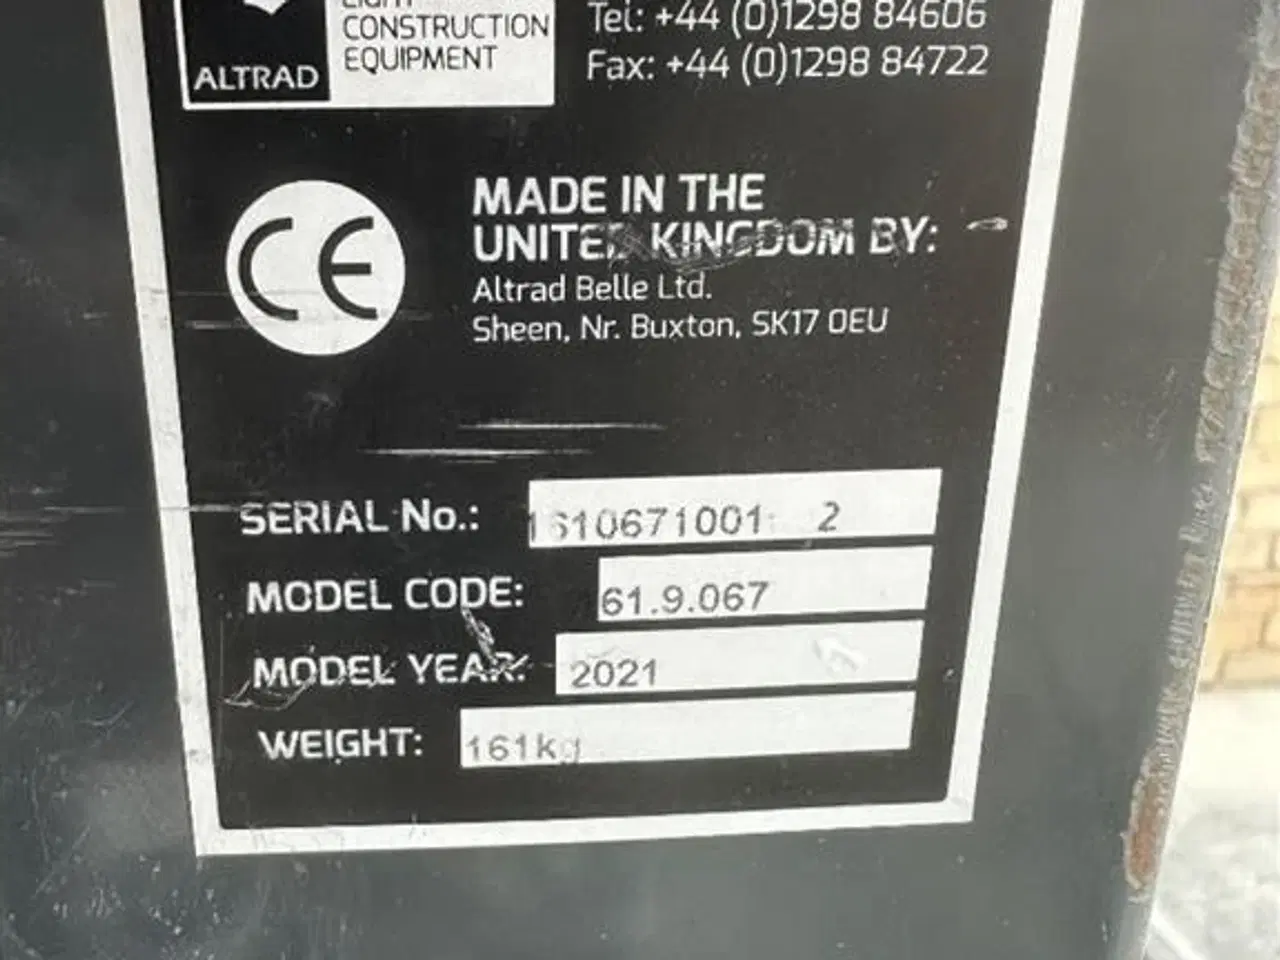 ALTRAD
LIGHT
CONSTRUCTION
EQUIPMENT
Tel: +44 (0)1298 84606
Fax: +44 (0)1298 84722
CE
MADE IN THE
UNITED KINGDOM BY:
Altrad Belle Ltd.
Sheen, Nr. Buxton, SK17 0EU
SERIAL No.:
MODEL CODE: 61.9.067
MODEL YEAR: 2021
WEIGHT: 161kg